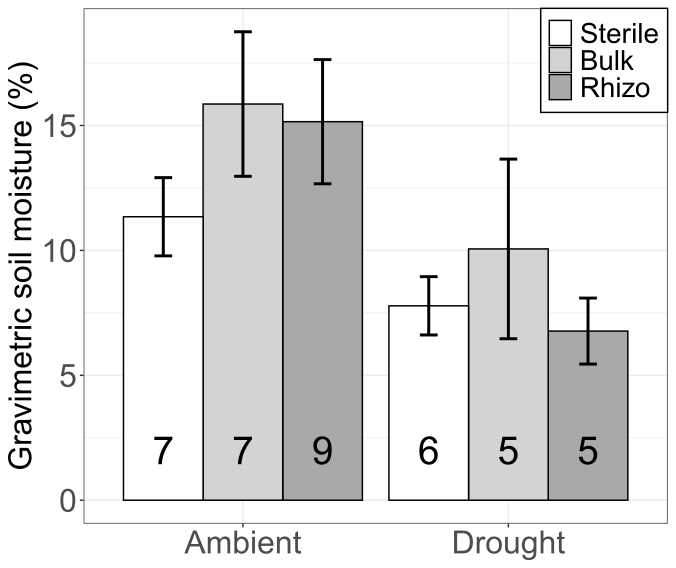 Gravimetric soil moisture (%)
15
10
5
0
Sterile
Bulk
Rhizo
7 7 9 6 5 5
Ambient Drought